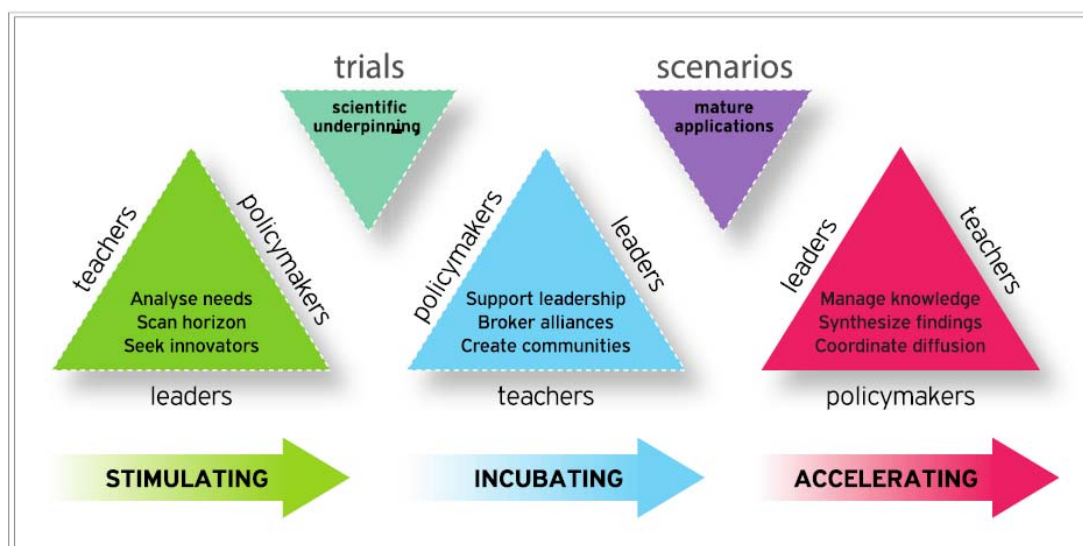 trials
scientific
underpinning
scenarios
mature
applications
teachers
policymakers
Analyse needs
Scan horizon
Seek innovators
leaders
policymakers
leaders
Support leadership
Broker alliances
Create communities
teachers
leaders
teachers
Manage knowledge
Synthesize findings
Coordinate diffusion
policymakers
STIMULATING
INCUBATING
ACCELERATING